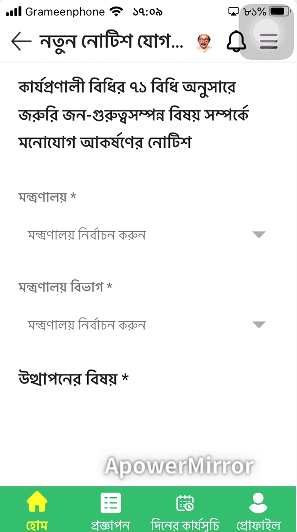 Grameenphone ১৭:০৯ ৮১%
নতুন নোটিশ যোগ...
কার্যপ্রণালী বিধির ৭১ বিধি অনুসারে
জরুরি জন-গুরুত্বসম্পন্ন বিষয় সম্পর্কে
মনোযোগ আকর্ষণের নোটিশ
মন্ত্রণালয় *
মন্ত্রণালয় নির্বাচন করুন
মন্ত্রণালয় বিভাগ *
মন্ত্রণালয় নির্বাচন করুন
উত্থাপনের বিষয় *
ApowerMirror
হোম প্রজ্ঞাপন দিনের কার্যসূচি প্রোফাইল